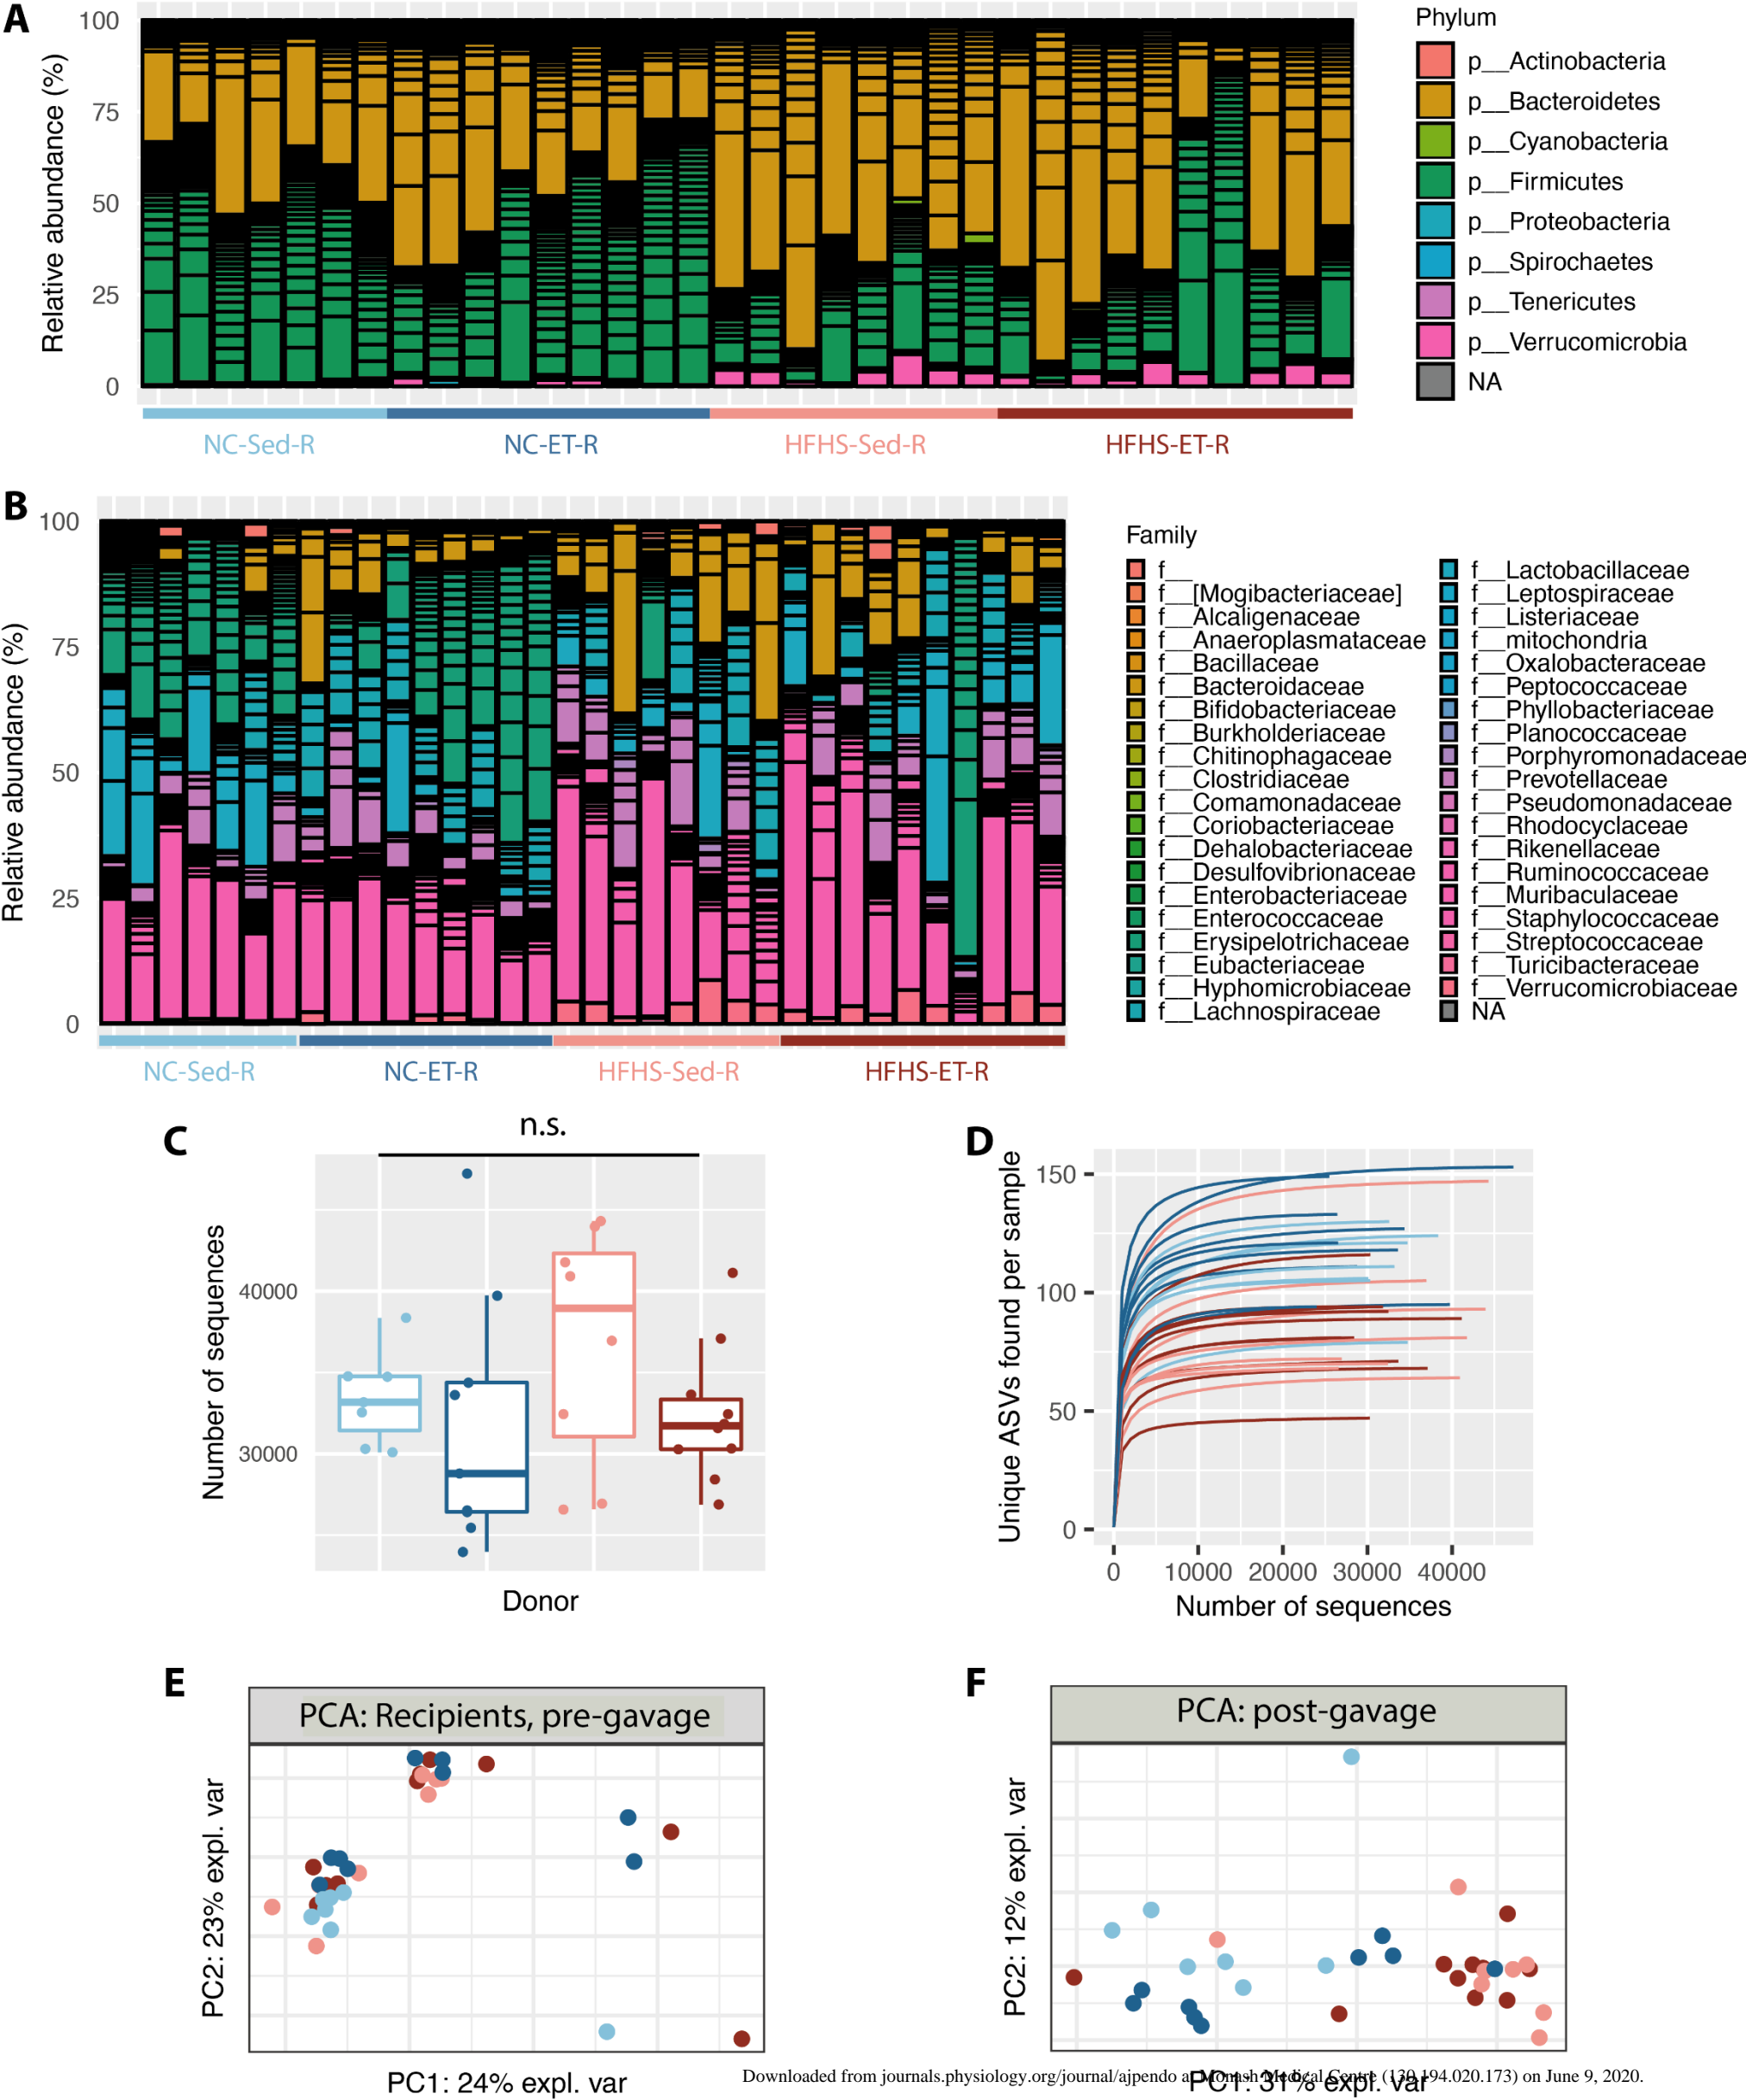 A
Relative abundance (%)
100
75
50
25
0
NC-Sed-R
NC-ET-R
HFHS-Sed-R
HFHS-ET-R
Phylum
p__Actinobacteria
p__Bacteroidetes
p__Cyanobacteria
p__Firmicutes
p__Proteobacteria
p__Spirochaetes
p__Tenericutes
p__Verrucomicrobia
NA
B
Relative abundance (%)
100
75
50
25
0
NC-Sed-R
NC-ET-R
HFHS-Sed-R
HFHS-ET-R
Family
f__
f__[Mogibacteriaceae]
f__Alcaligenaceae
f__Anaeroplasmataceae
f__Bacillaceae
f__Bacteroidaceae
f__Bifidobacteriaceae
f__Burkholderiaceae
f__Chitinophagaceae
f__Clostridiaceae
f__Comamonadaceae
f__Coriobacteriaceae
f__Dehalobacteriaceae
f__Desulfovibrionaceae
f__Enterobacteriaceae
f__Enterococcaceae
f__Erysipelotrichaceae
f__Eubacteriaceae
f__Hyphomicrobiaceae
f__Lachnospiraceae
f__Lactobacillaceae
f__Leptospiraceae
f__Listeriaceae
f__mitochondria
f__Oxalobacteraceae
f__Peptococcaceae
f__Phyllobacteriaceae
f__Planococcaceae
f__Porphyromonadaceae
f__Prevotellaceae
f__Pseudomonadaceae
f__Rhodocyclaceae
f__Rikenellaceae
f__Ruminococcaceae
f__Muribaculaceae
f__Staphylococcaceae
f__Streptococcaceae
f__Turicibacteraceae
f__Verrucomicrobiaceae
NA
C
n.s.
Number of sequences
40000
30000
Donor
D
Unique ASVs found per sample
150
100
50
0
0 10000 20000 30000 40000
Number of sequences
E
PCA: Recipients, pre-gavage
PC2: 23% expl. var
PC1: 24% expl. var
F
PCA: post-gavage
PC2: 12% expl. var
PC1: 31% expl. var
Downloaded from journals.physiology.org/journal/ajpendo at Monash Medical Centre (130.194.020.173) on June 9, 2020.